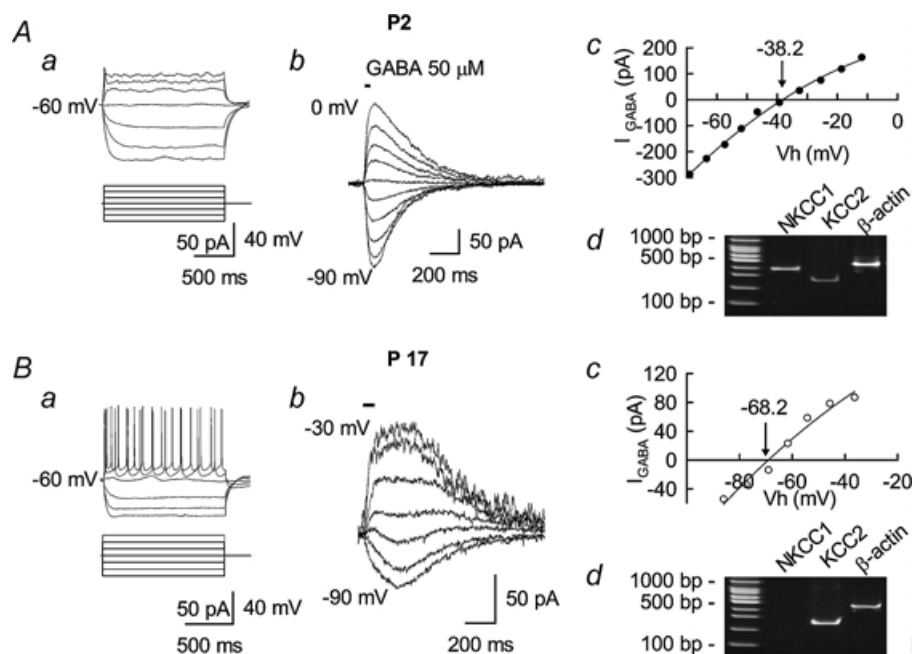 P2
A
a
-60 mV
50 pA
40 mV
500 ms
b
GABA 50 μM
0 mV
-90 mV
50 pA
200 ms
c
-38.2
I GABA (pA)
200
100
0
-100
-200
-300
-60
-40
-20
0
Vh (mV)
d
NKCC1
KCC2
β-actin
1000 bp -
500 bp -
100 bp -
P 17
B
a
-60 mV
50 pA
40 mV
500 ms
b
-30 mV
-90 mV
50 pA
200 ms
c
-68.2
I GABA (pA)
120
80
40
0
-40
-80
-60
-40
-20
Vh (mV)
d
NKCC1
KCC2
β-actin
1000 bp -
500 bp -
100 bp -